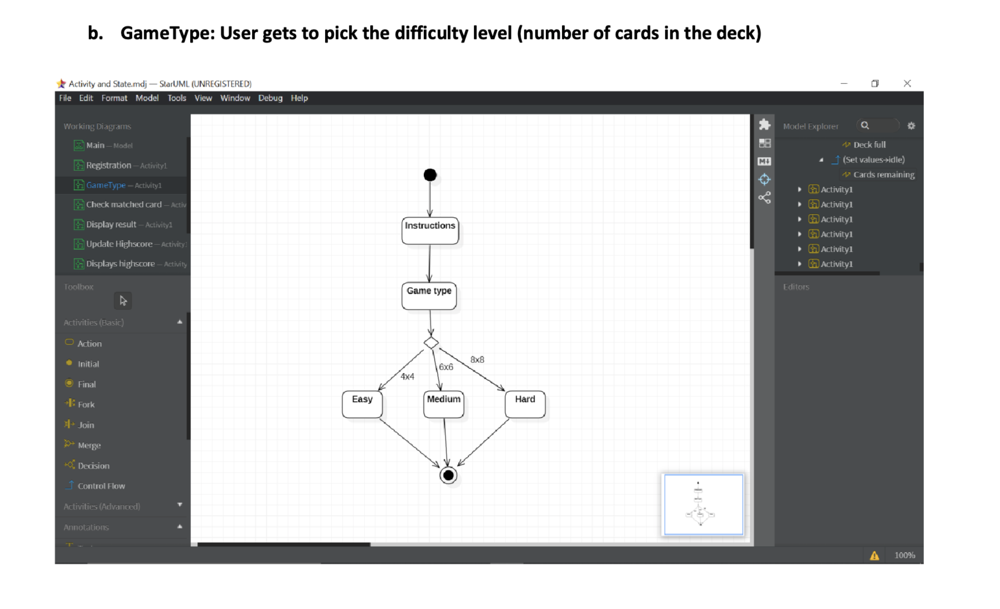 b. GameType: User gets to pick the difficulty level (number of cards in the deck)
Activity and State.mdj — StarUML (UNREGISTERED)
File Edit Format Model Tools View Window Debug Help
Working Diagrams
Main — Model
Registration — Activity1
GameType — Activity1
Check matched card — Activ
Display result — Activity1
Update Highscore — Activity1
Displays highscore — Activity
Toolbox
Activities (Basic)
Action
Initial
Final
Fork
Join
Merge
Decision
Control Flow
Activities (Advanced)
Annotations
Instructions
Game type
4x4
6x6
8x8
Easy
Medium
Hard
M↓
Model Explorer
Deck full
(Set values→idle)
Cards remaining
Activity1
Activity1
Activity1
Activity1
Activity1
Activity1
Editors
100%